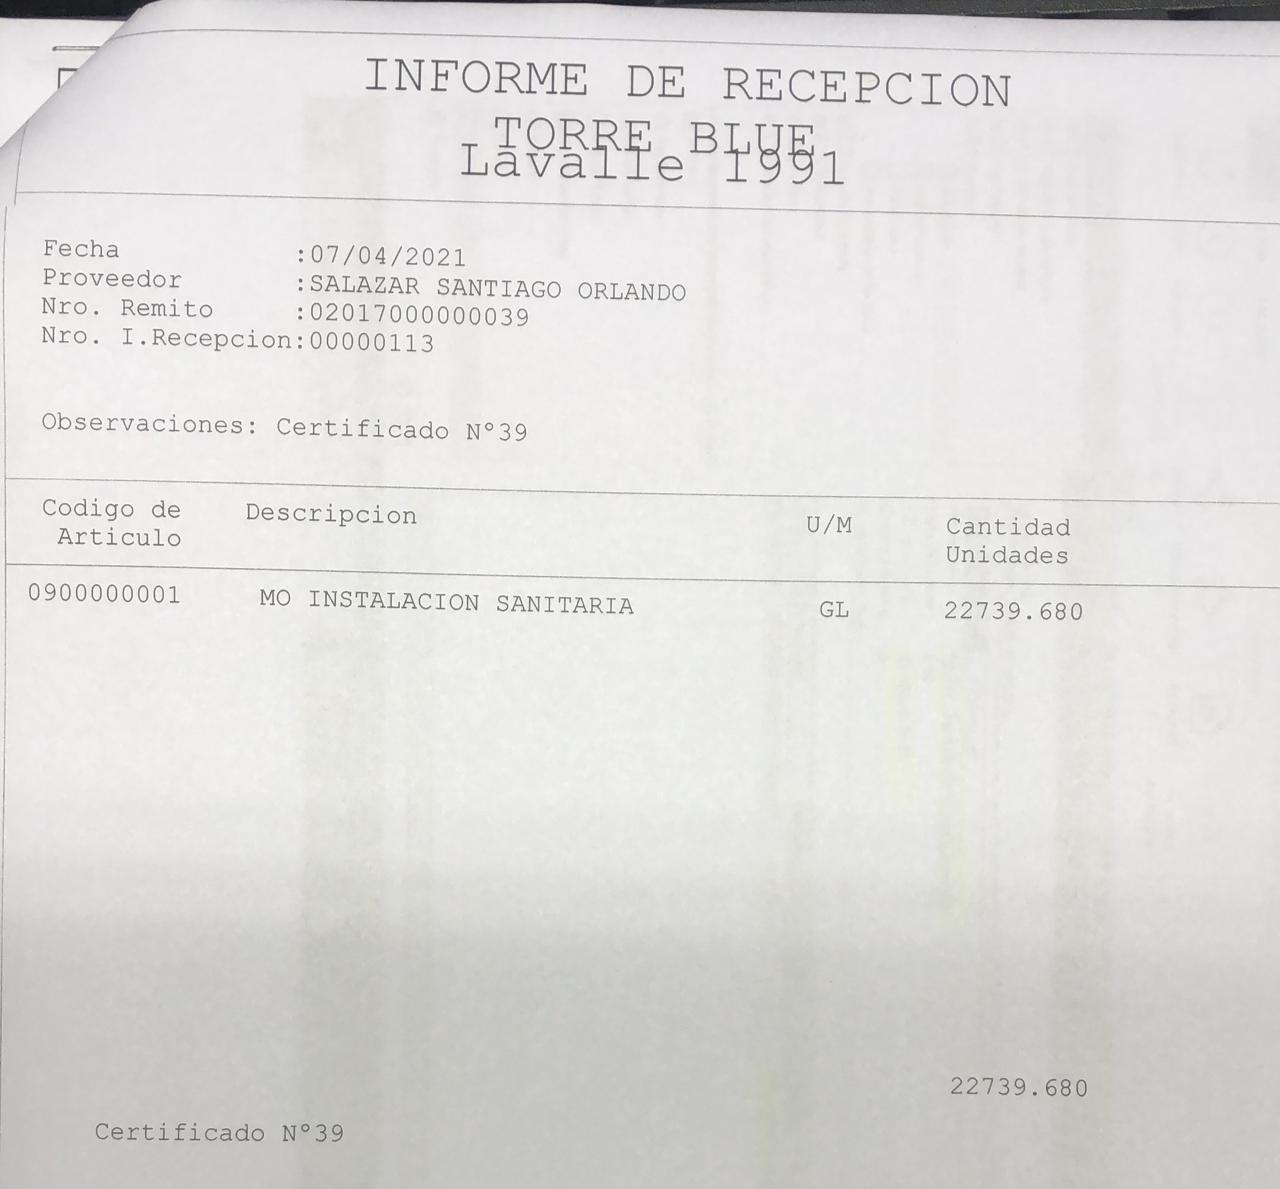 INFORME DE RECEPCION
TORRE BLUE
Lavalle 1991
Fecha :07/04/2021
Proveedor :SALAZAR SANTIAGO ORLANDO
Nro. Remito :02017000000039
Nro. I.Recepcion:00000113
Observaciones: Certificado N°39
Codigo de Articulo Descripcion U/M Cantidad Unidades
0900000001 MO INSTALACION SANITARIA GL 22739.680
22739.680
Certificado N°39